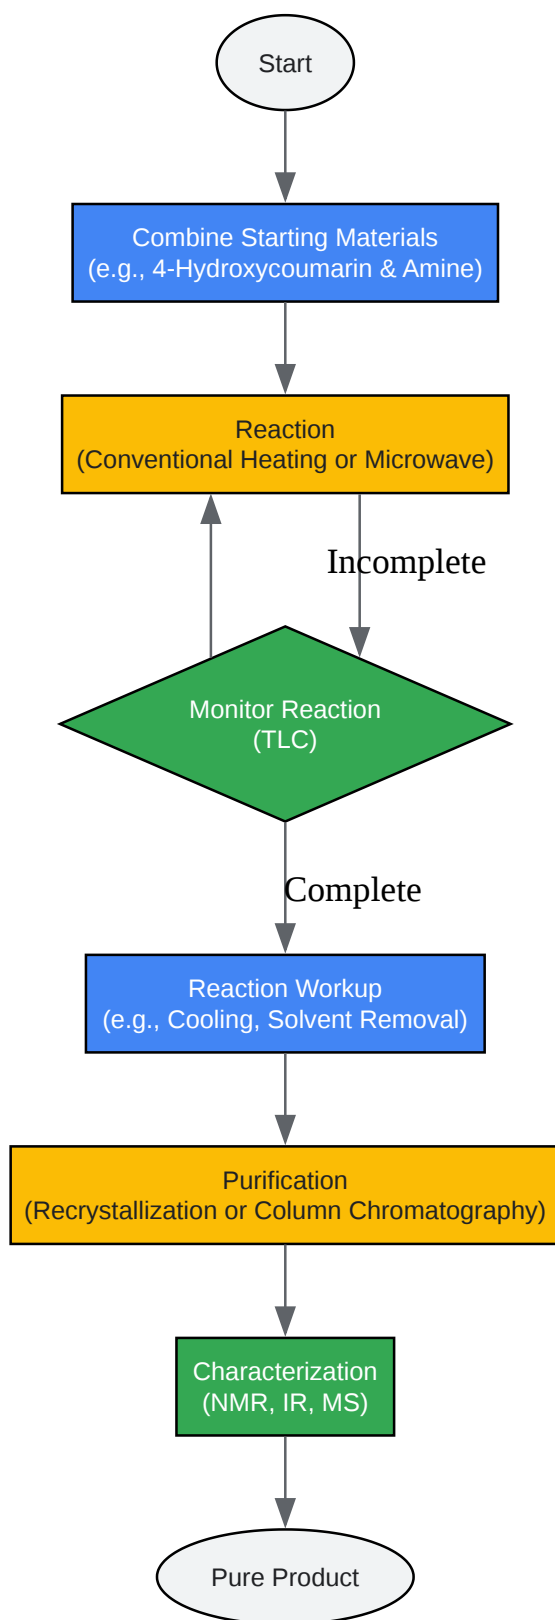 Start
Combine Starting Materials
(e.g., 4-Hydroxycoumarin & Amine)
Reaction
(Conventional Heating or Microwave)
Incomplete
Monitor Reaction
(TLC)
Complete
Reaction Workup
(e.g., Cooling, Solvent Removal)
Purification
(Recrystallization or Column Chromatography)
Characterization
(NMR, IR, MS)
Pure Product